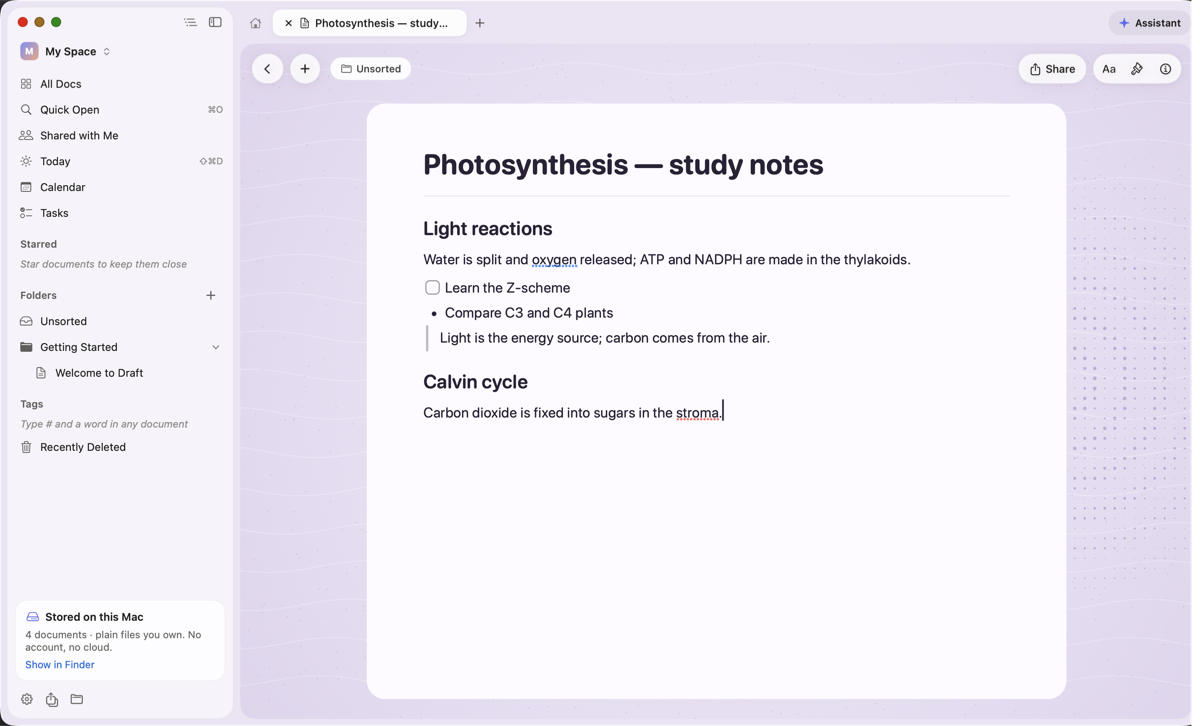 Photosynthesis — study...
Assistant
M My Space
All Docs
Quick Open ⌘O
Shared with Me
Today ⇧⌘D
Calendar
Tasks
Starred
Star documents to keep them close
Folders
Unsorted
Getting Started
Welcome to Draft
Tags
Type # and a word in any document
Recently Deleted
Stored on this Mac
4 documents · plain files you own. No
account, no cloud.
Show in Finder
Unsorted
Share
Aa
Photosynthesis — study notes
Light reactions
Water is split and oxygen released; ATP and NADPH are made in the thylakoids.
Learn the Z-scheme
• Compare C3 and C4 plants
Light is the energy source; carbon comes from the air.
Calvin cycle
Carbon dioxide is fixed into sugars in the stroma.